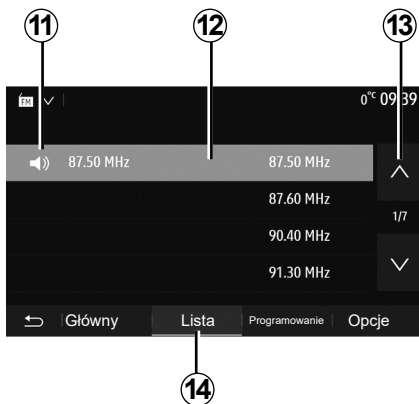 11 12 13
FM 0°C 09:39
87.50 MHz 87.50 MHz
87.60 MHz
1/7
90.40 MHz
91.30 MHz
Główny Lista Programowanie Opcje
14